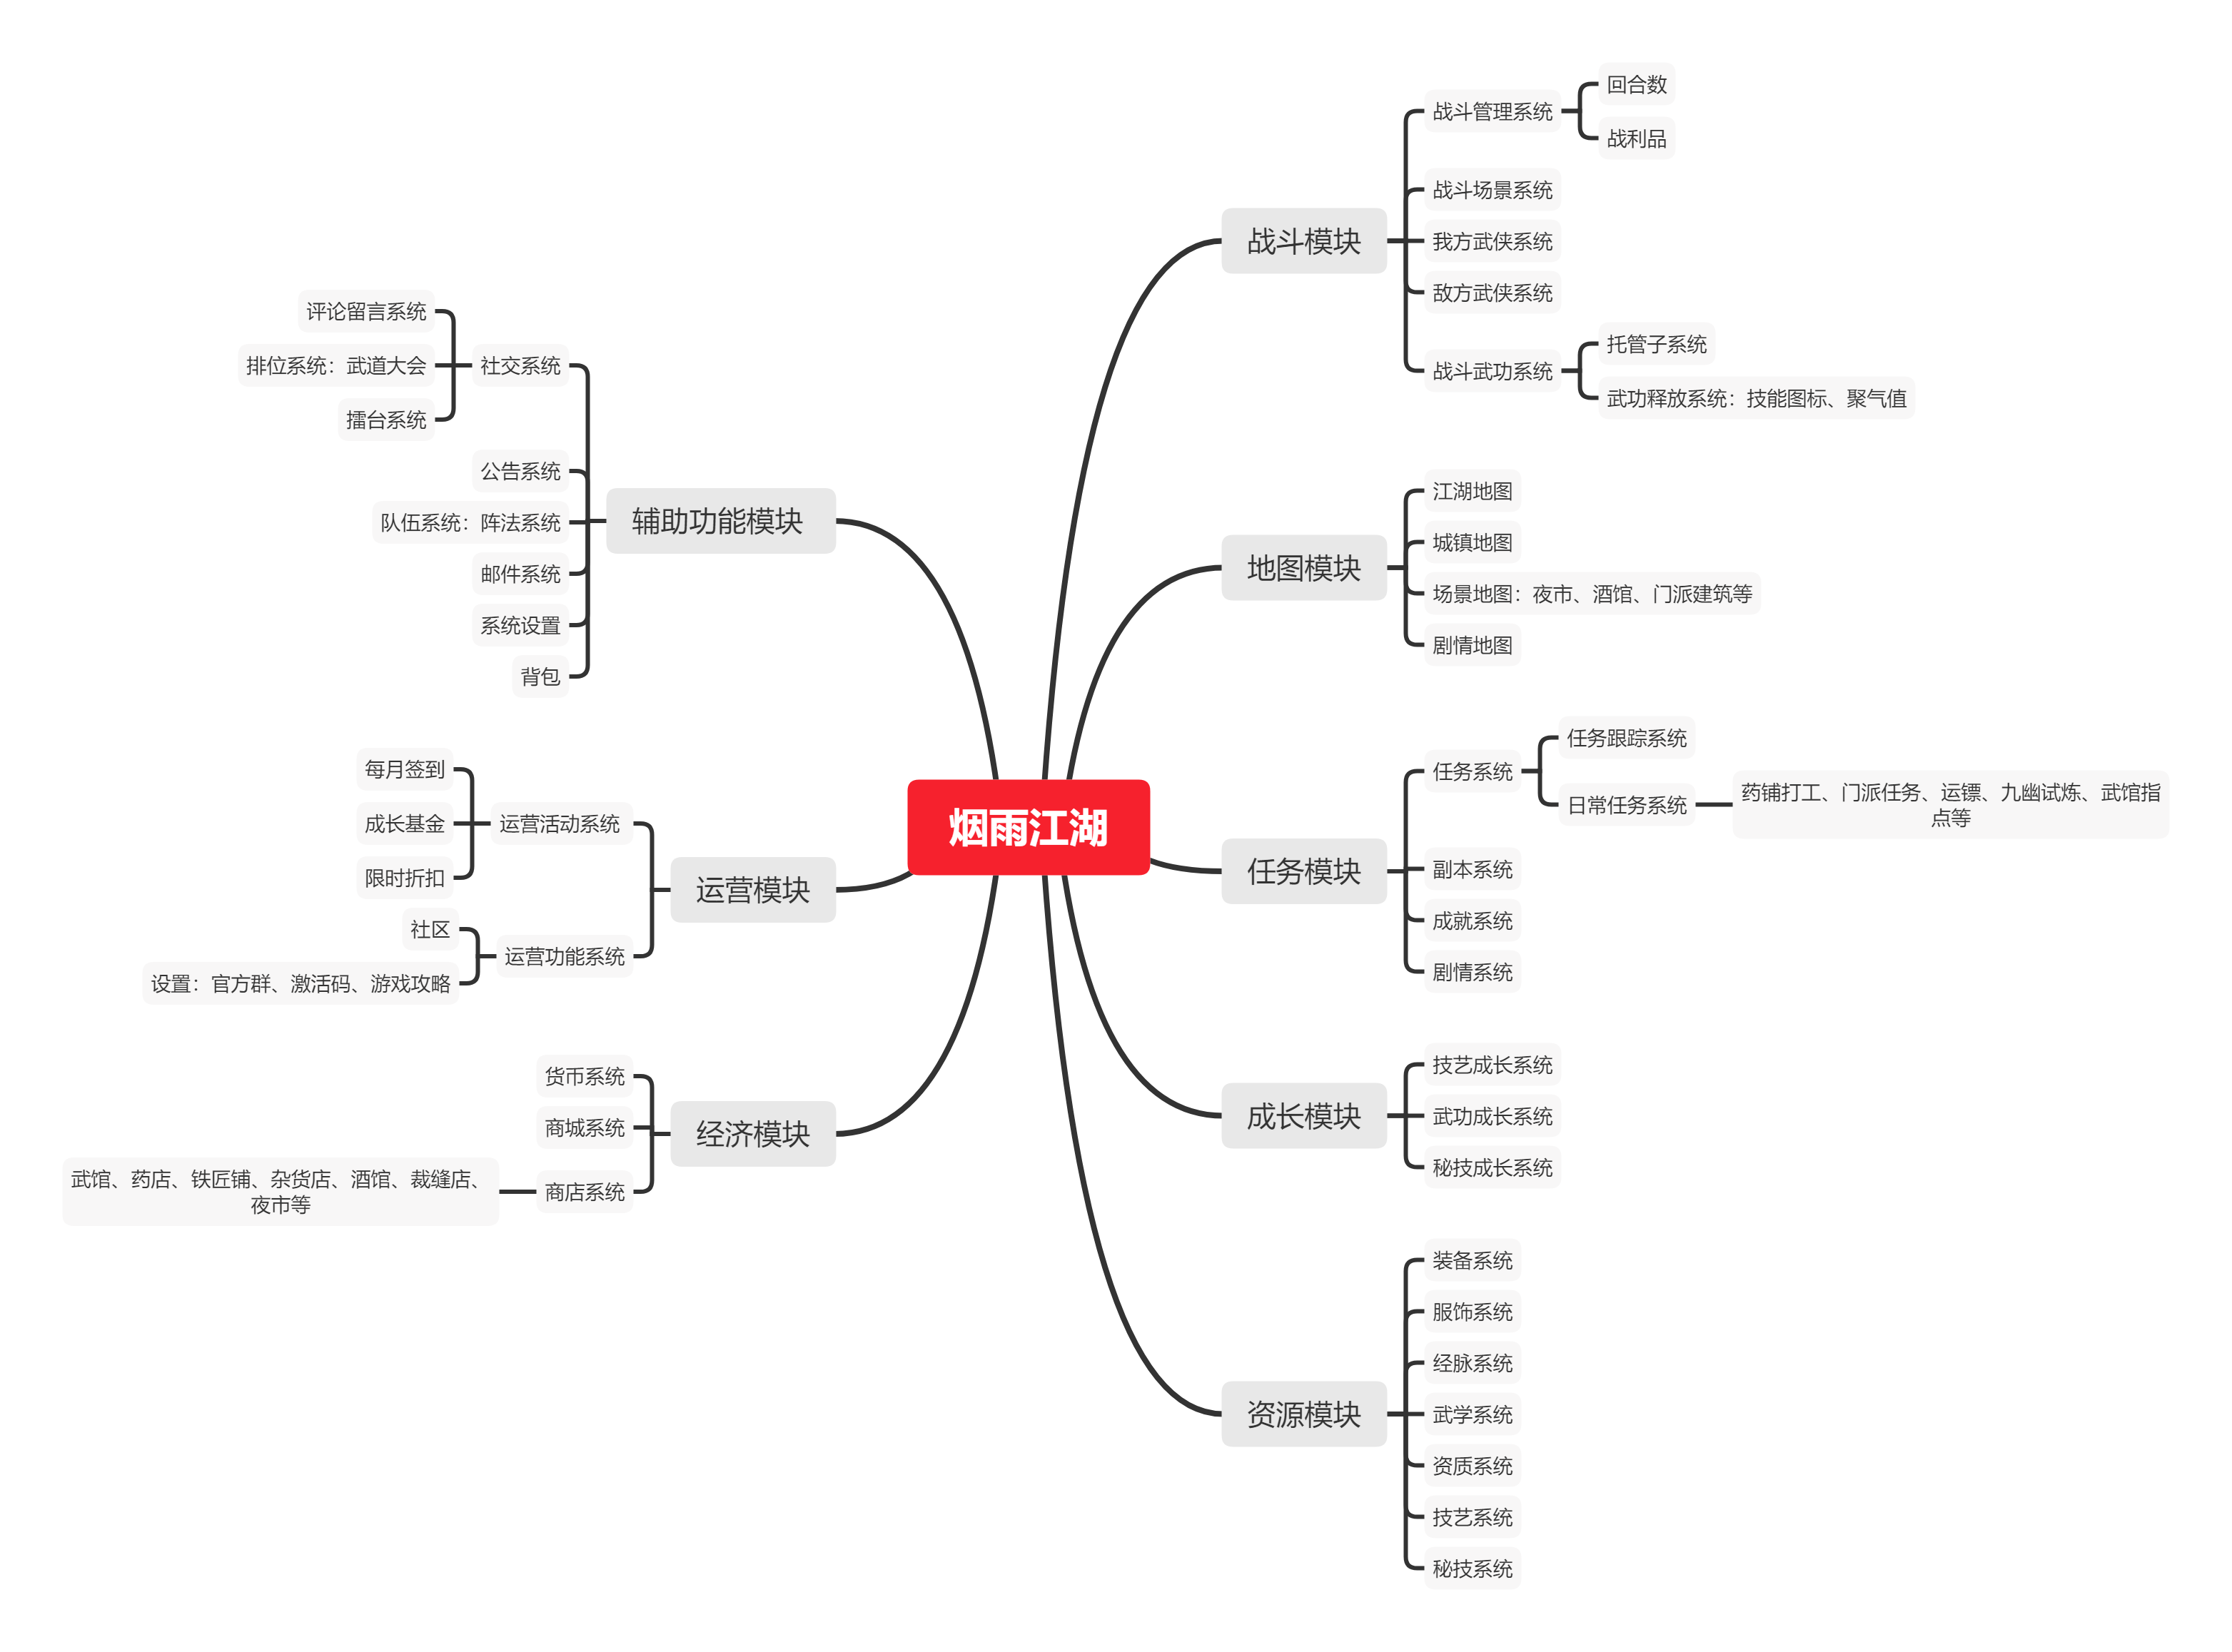 烟雨江湖
战斗模块
战斗管理系统
回合数
战利品
战斗场景系统
我方武侠系统
敌方武侠系统
战斗武功系统
托管子系统
武功释放系统：技能图标、聚气值
地图模块
江湖地图
城镇地图
场景地图：夜市、酒馆、门派建筑等
剧情地图
任务模块
任务系统
任务跟踪系统
日常任务系统
药铺打工、门派任务、运镖、九幽试炼、武馆指
点等
副本系统
成就系统
剧情系统
成长模块
技艺成长系统
武功成长系统
秘技成长系统
资源模块
装备系统
服饰系统
经脉系统
武学系统
资质系统
技艺系统
秘技系统
辅助功能模块
社交系统
评论留言系统
排位系统：武道大会
擂台系统
公告系统
队伍系统：阵法系统
邮件系统
系统设置
背包
运营模块
运营活动系统
每月签到
成长基金
限时折扣
运营功能系统
社区
设置：官方群、激活码、游戏攻略
经济模块
货币系统
商城系统
商店系统
武馆、药店、铁匠铺、杂货店、酒馆、裁缝店、
夜市等